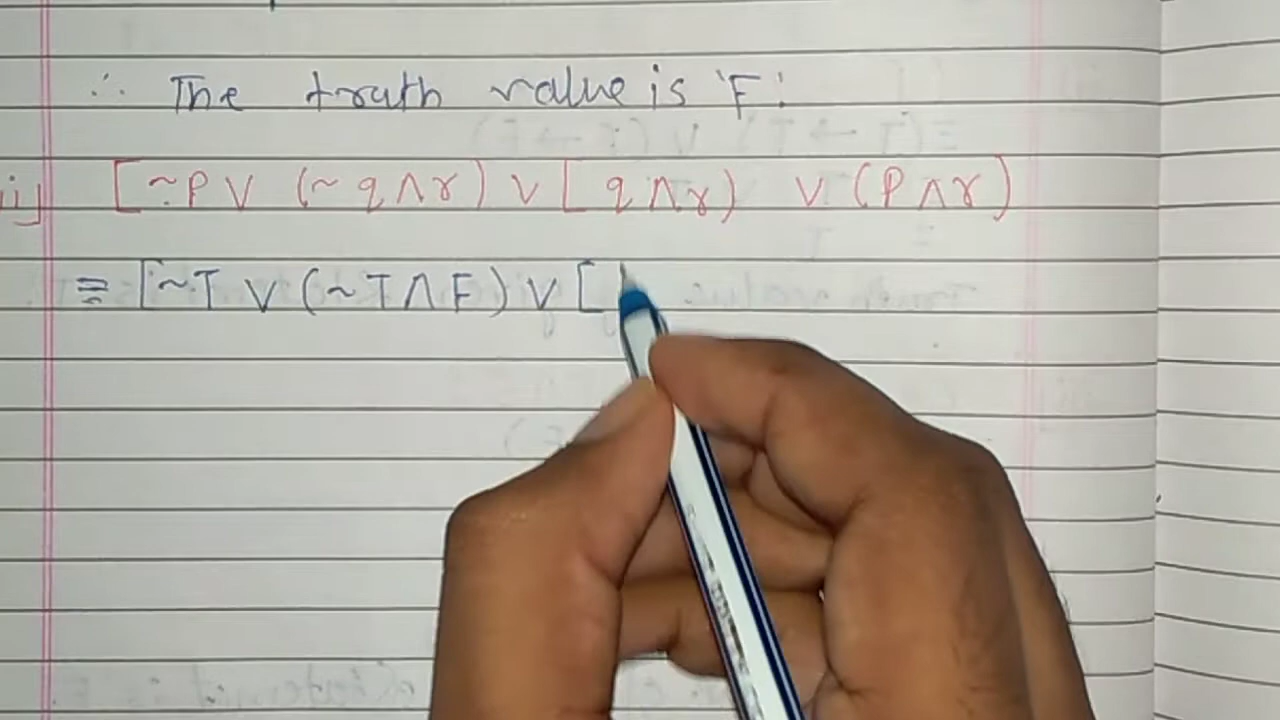 ∴ The truth value is 'F'.
ii] [~p ∨ (~q ∧ r) ∨ [q ∧ r) ∨ (p ∧ r)
≡ [~T ∨ (~T ∧ F) ∨ [